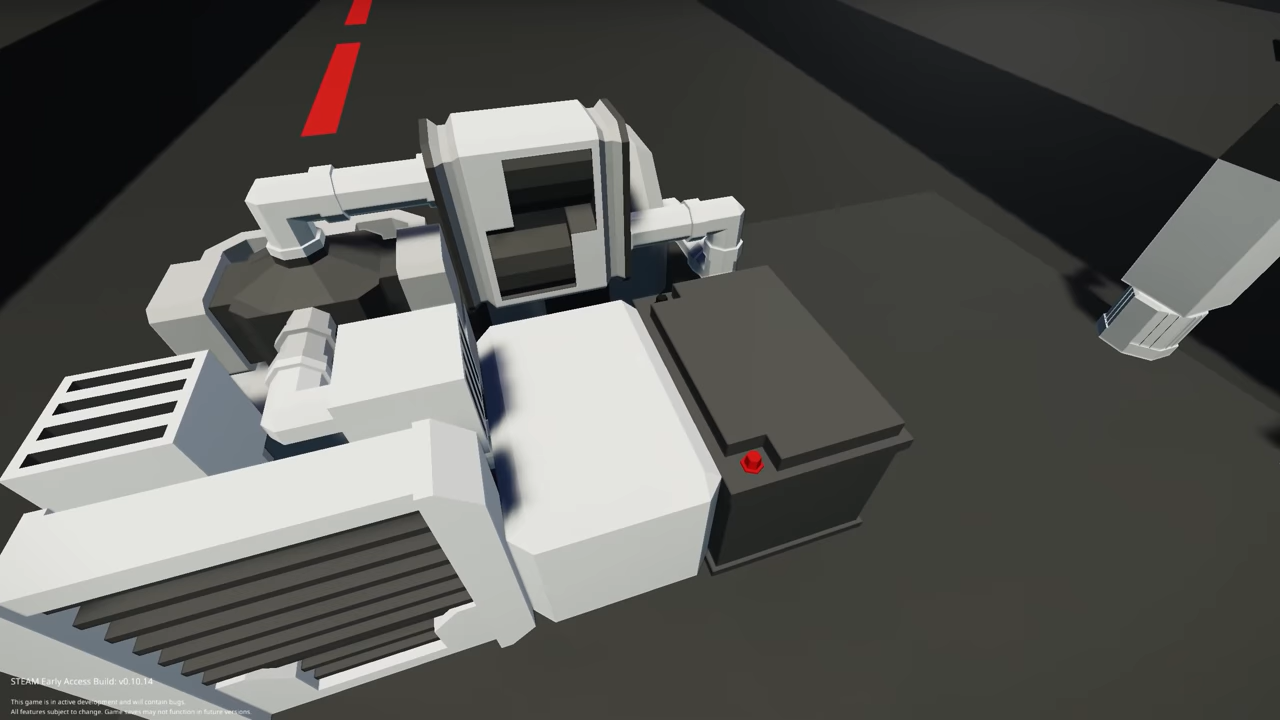 STEAM Early Access Build: v0.10.14
This game is in active development and will contain bugs.
All features subject to change. Game saves may not function in future versions.